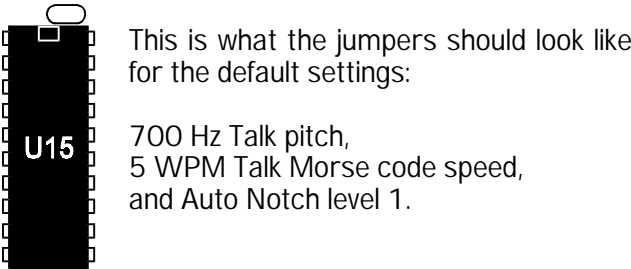 This is what the jumpers should look like
for the default settings:
U15
700 Hz Talk pitch,
5 WPM Talk Morse code speed,
and Auto Notch level 1.